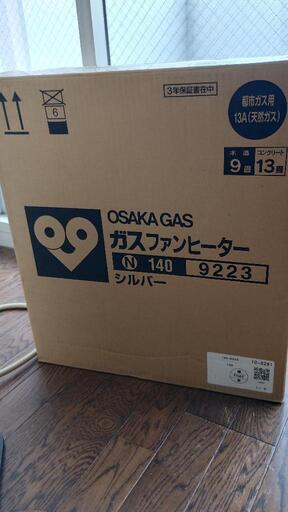 3年保証書在中
都市ガス用
13A(天然ガス)
6
木造 コンクリート
9畳 13畳
OSAKA GAS
ガスファンヒーター
N 140 9223
シルバー